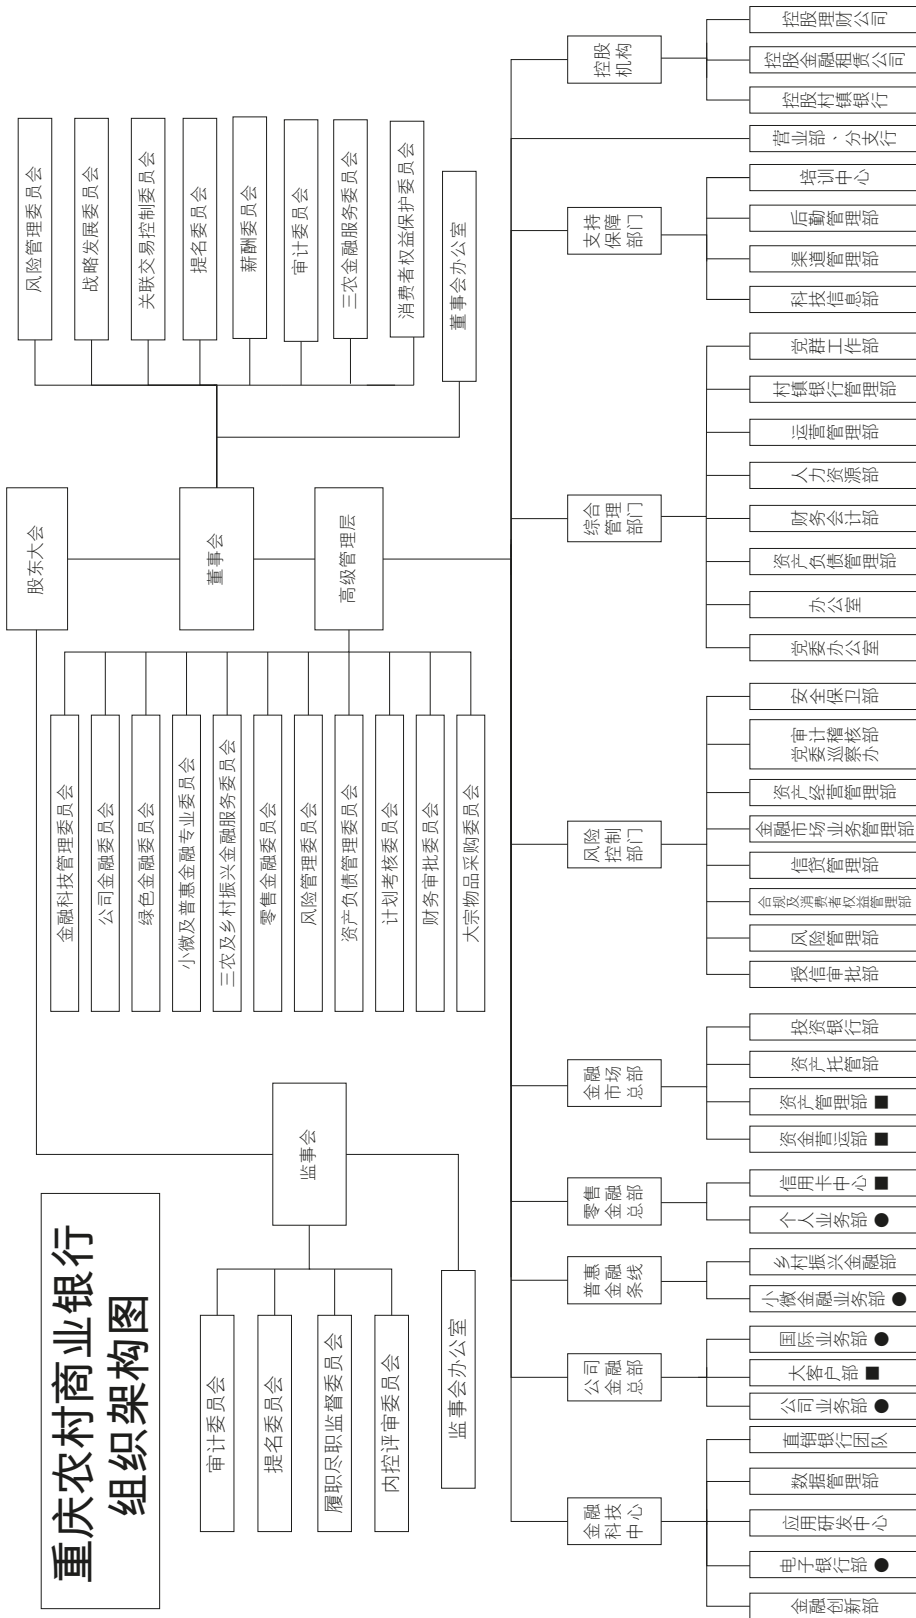 重庆农村商业银行
组织架构图
股东大会
董事会
监事会
高级管理层
审计委员会
提名委员会
履职尽职监督委员会
内控评审委员会
监事会办公室
风险管理委员会
战略发展委员会
关联交易控制委员会
提名委员会
薪酬委员会
审计委员会
三农金融服务委员会
消费者权益保护委员会
董事会办公室
金融科技管理委员会
公司金融委员会
绿色金融委员会
小微及普惠金融专业委员会
三农及乡村振兴金融服务委员会
零售金融委员会
风险管理委员会
资产负债管理委员会
计划考核委员会
财务审批委员会
大宗物品采购委员会
金融
科技
中心
公司
金融
总部
普惠
金融
条线
零售
金融
总部
金融
市场
总部
风险
控制
部门
综合
管理
部门
支持
保障
部门
控股
机构
金融创新部
电子银行部●
应用研发中心
数据管理部
直销银行团队
公司业务部●
大客户部■
国际业务部●
小微金融业务部●
乡村振兴金融部
个人业务部●
信用卡中心■
资金营运部■
资产管理部■
资产托管部
投资银行部
授信审批部
风险管理部
合规及消费者权益管理部
信贷管理部
金融市场业务管理部
资产经营管理部
审计稽核部
党委巡察办
安全保卫部
党委办公室
办公室
资产负债管理部
财务会计部
人力资源部
运营管理部
村镇银行管理部
党群工作部
科技信息部
渠道管理部
后勤管理部
培训中心
营业部、分支行
控股村镇银行
控股金融租赁公司
控股理财公司